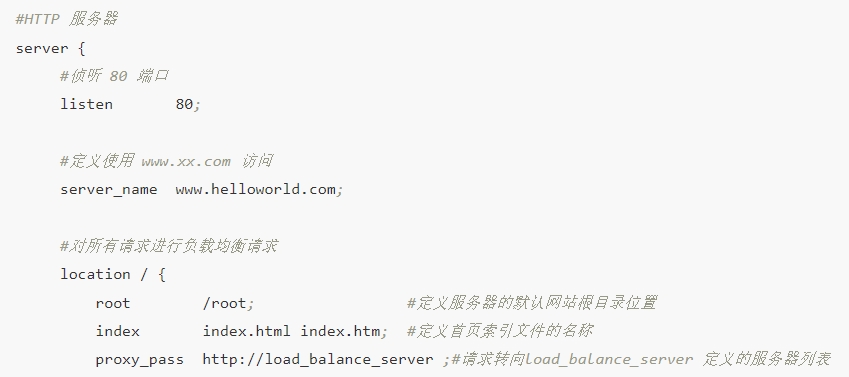 #HTTP 服务器
server {
#侦听 80 端口
listen 80;
#定义使用 www.xx.com 访问
server_name www.helloworld.com;
#对所有请求进行负载均衡请求
location / {
root /root; #定义服务器的默认网站根目录位置
index index.html index.htm; #定义首页索引文件的名称
proxy_pass http://load_balance_server ;#请求转向load_balance_server 定义的服务器列表